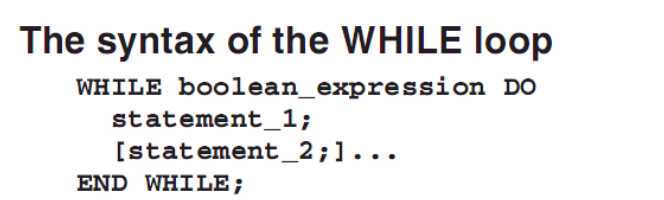 The syntax of the WHILE loop
WHILE boolean_expression DO
statement_1;
[statement_2;]...
END WHILE;